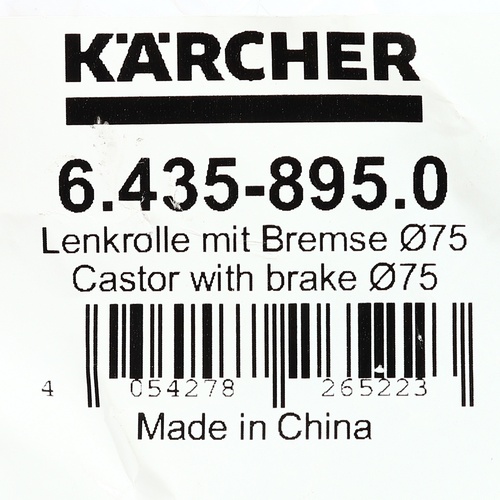 KÄRCHER
6.435-895.0
Lenkrolle mit Bremse Ø75
Castor with brake Ø75
4 054278 265223
Made in China